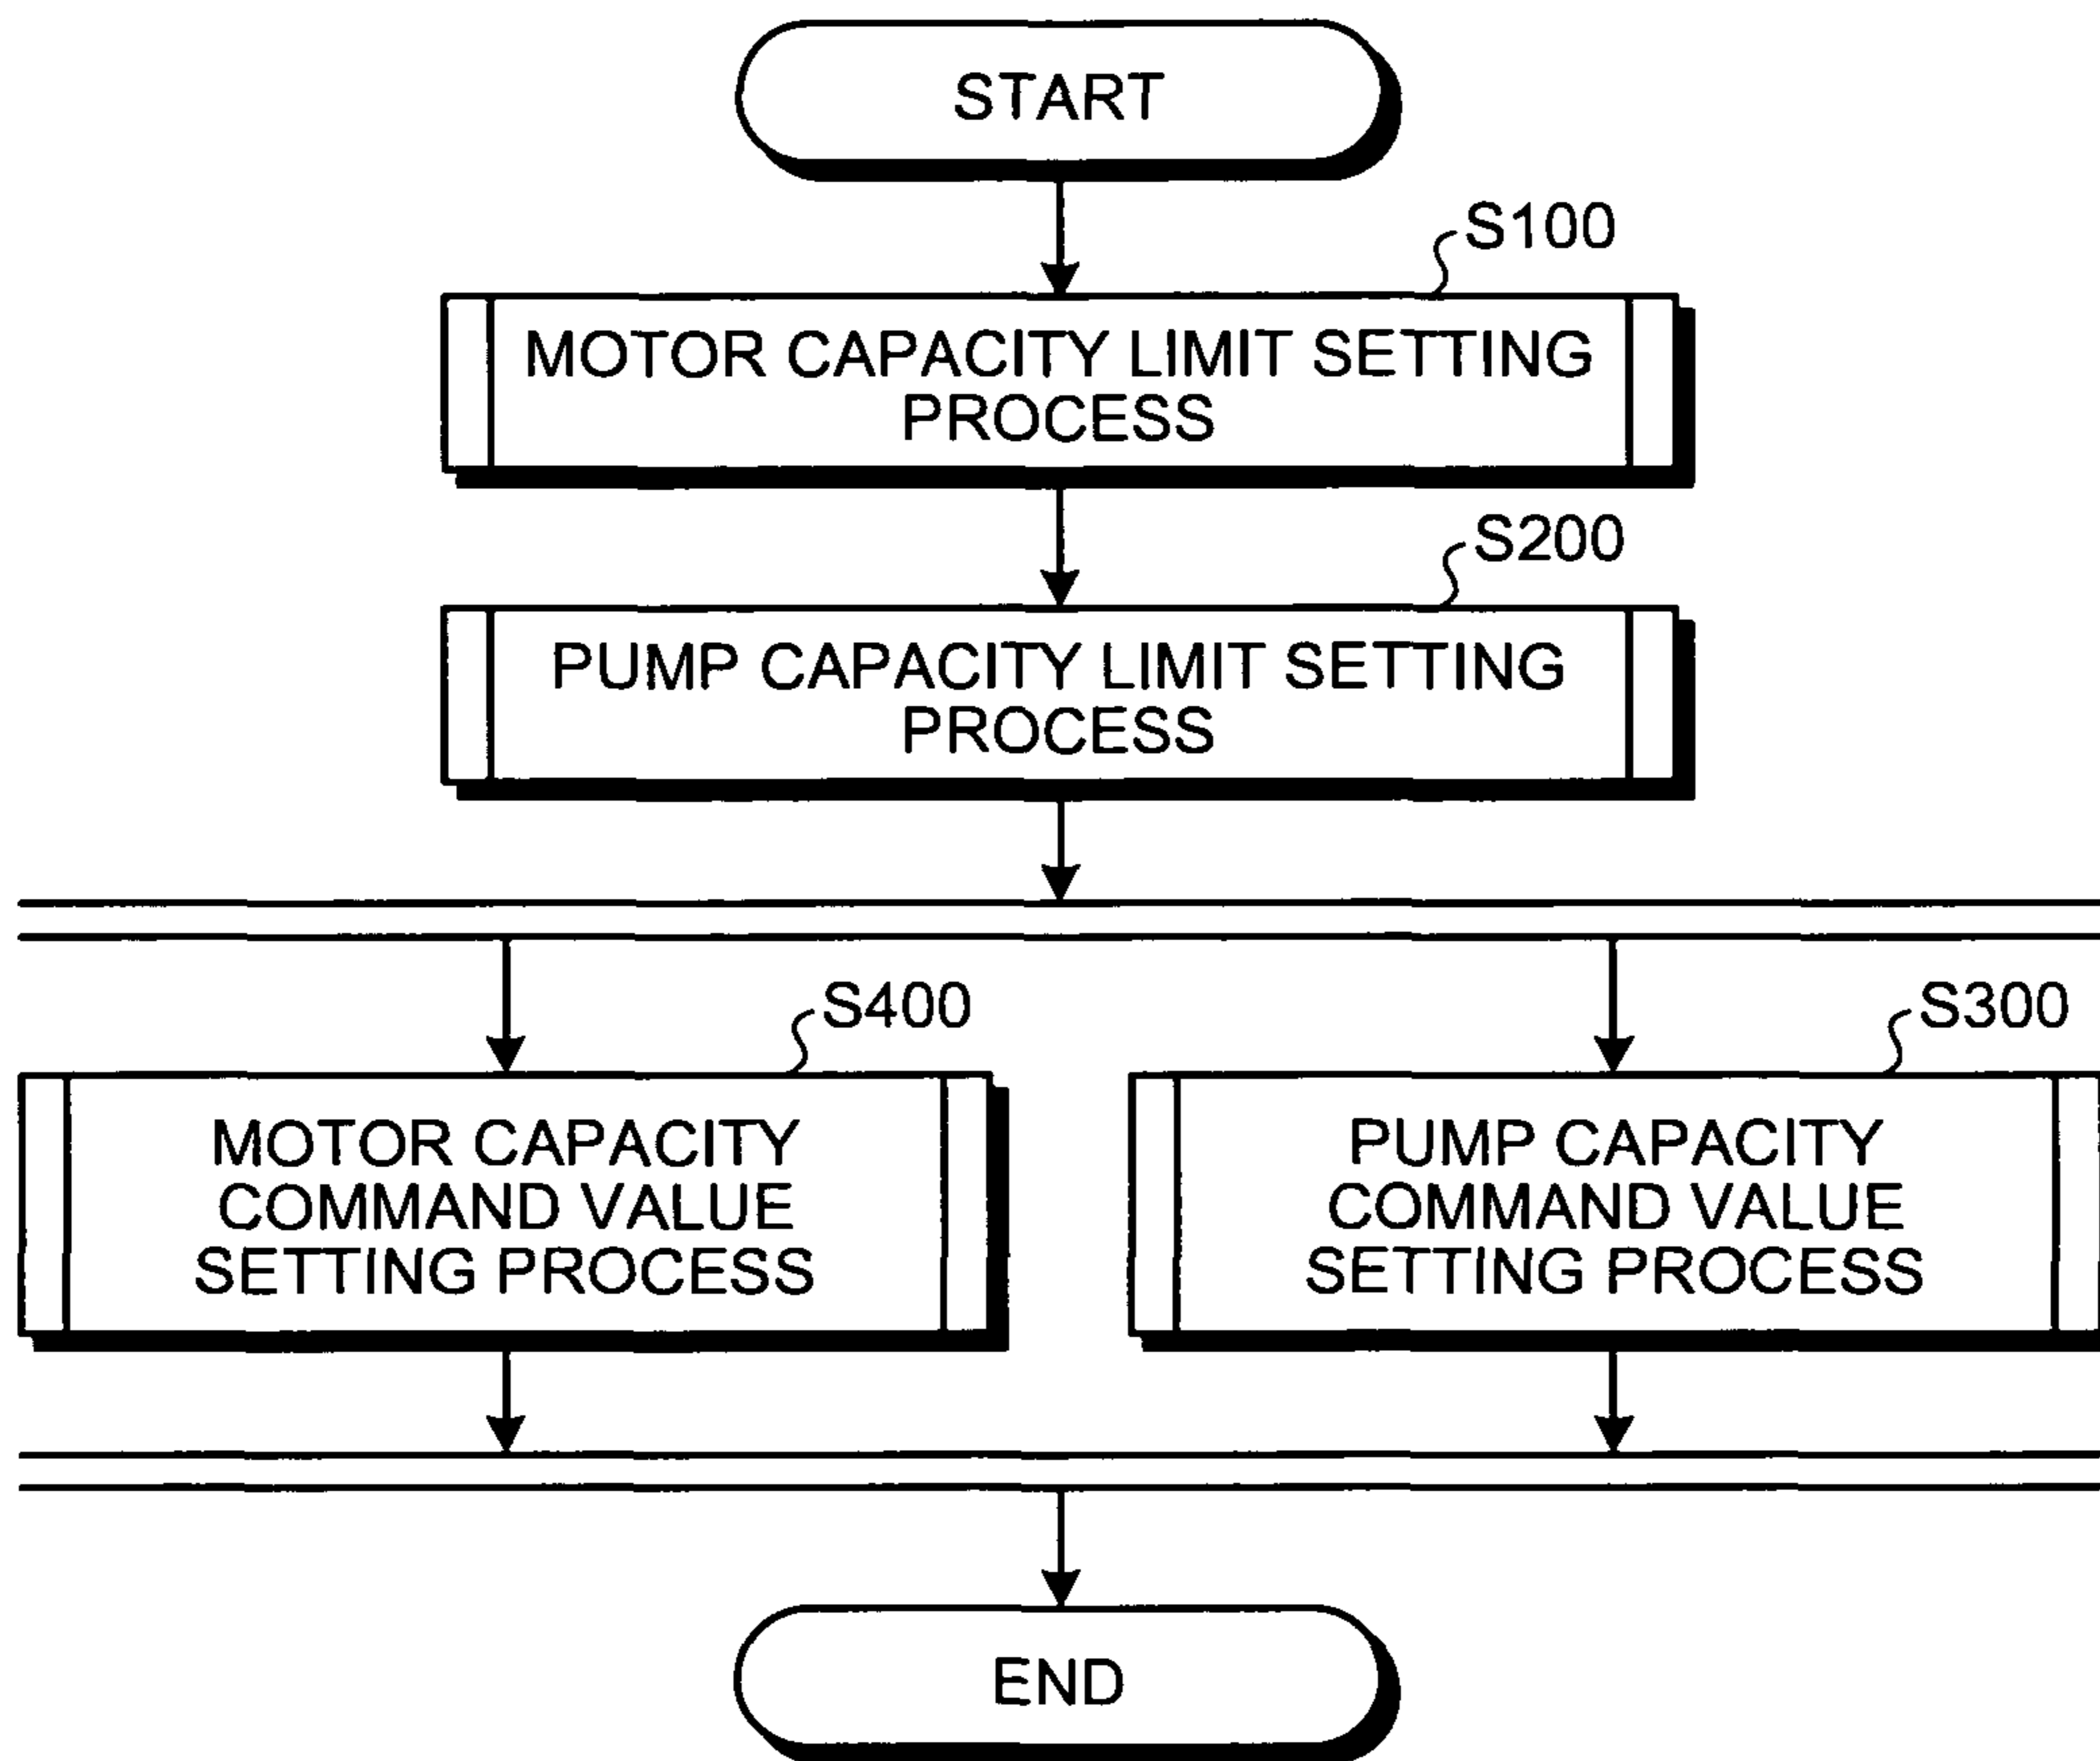 START
S100
MOTOR CAPACITY LIMIT SETTING
PROCESS
S200
PUMP CAPACITY LIMIT SETTING
PROCESS
S400
MOTOR CAPACITY
COMMAND VALUE
SETTING PROCESS
S300
PUMP CAPACITY
COMMAND VALUE
SETTING PROCESS
END